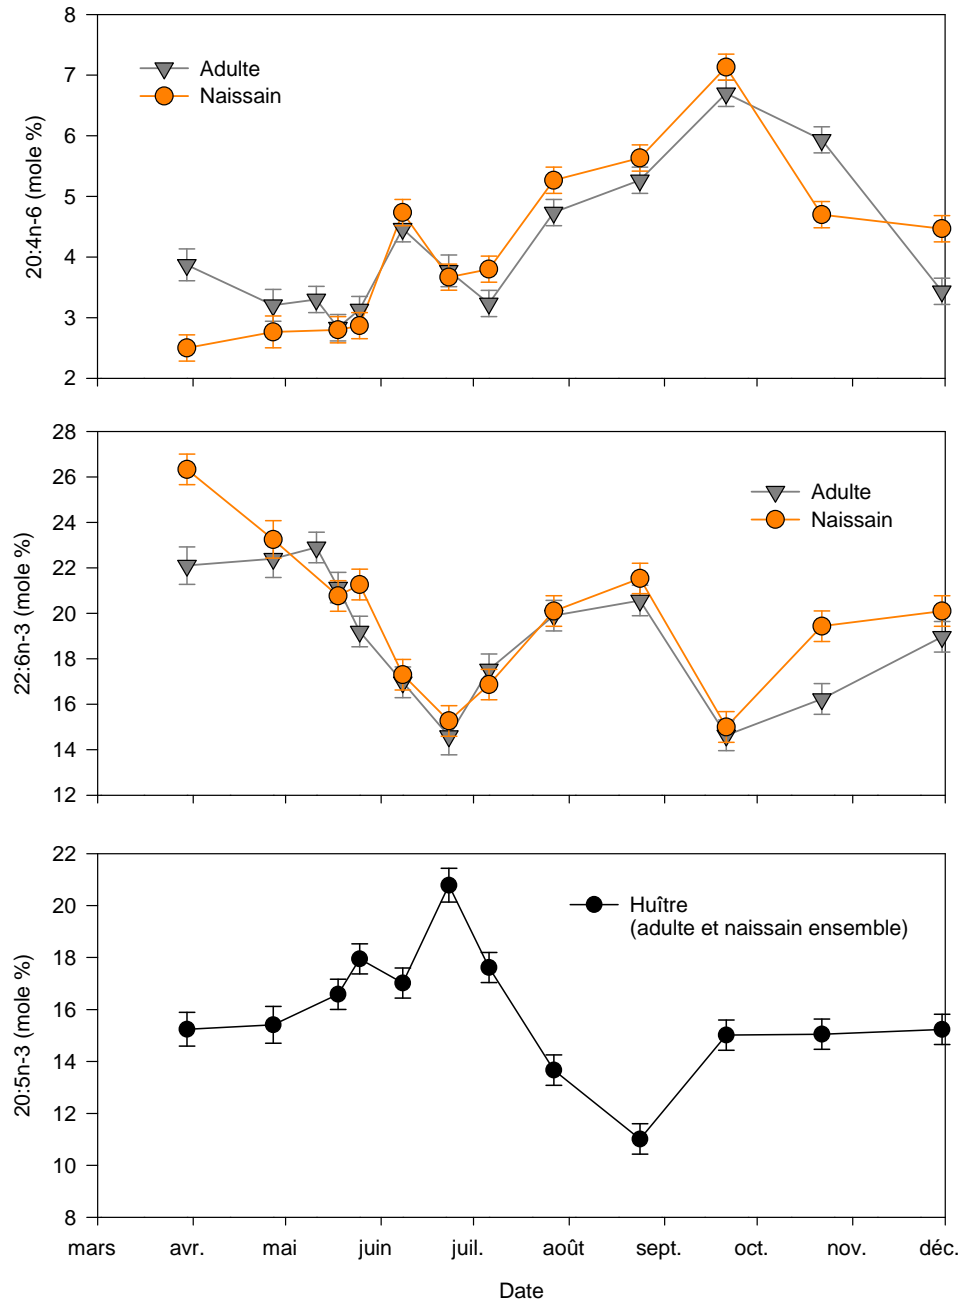 8
7
6
5
4
3
2
20:4n-6 (mole %)
Adulte
Naissain
28
26
24
22
20
18
16
14
12
22:6n-3 (mole %)
Adulte
Naissain
22
20
18
16
14
12
10
8
20:5n-3 (mole %)
Huître
(adulte et naissain ensemble)
mars avr. mai juin juil. août sept. oct. nov. déc.
Date